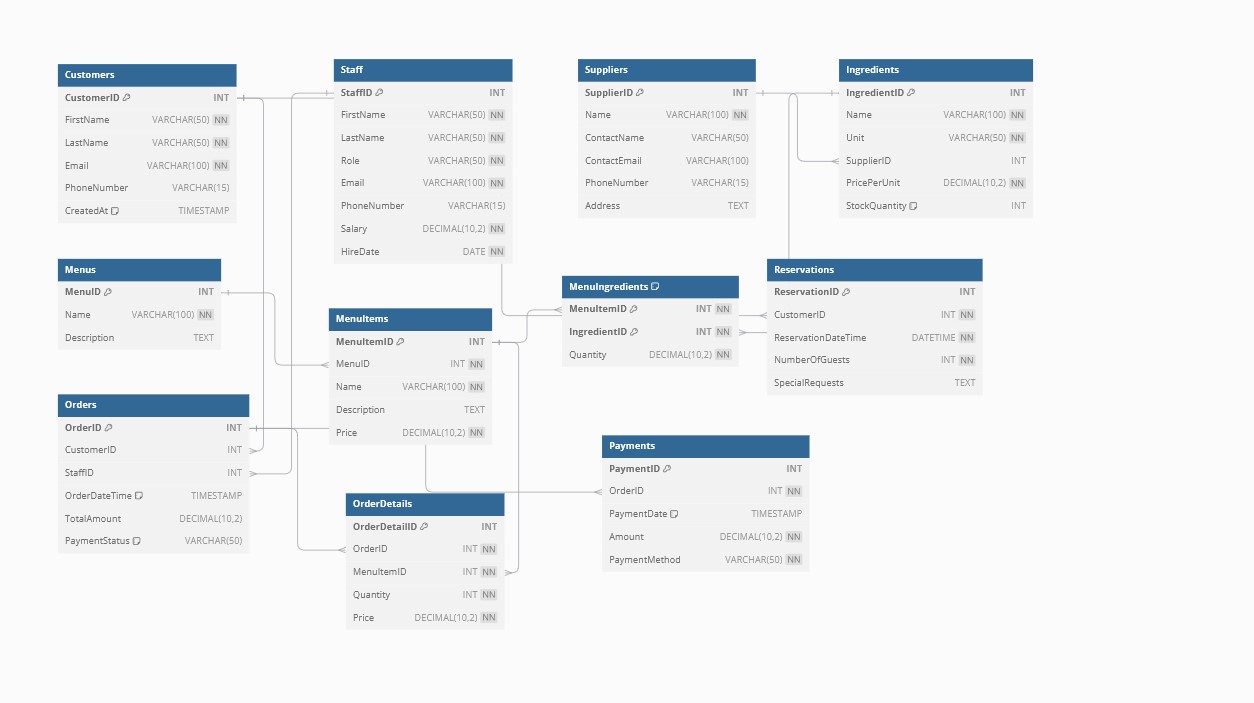 Customers
CustomerID INT
FirstName VARCHAR(50) NN
LastName VARCHAR(50) NN
Email VARCHAR(100) NN
PhoneNumber VARCHAR(15)
CreatedAt TIMESTAMP
Staff
StaffID INT
FirstName VARCHAR(50) NN
LastName VARCHAR(50) NN
Role VARCHAR(50) NN
Email VARCHAR(100) NN
PhoneNumber VARCHAR(15)
Salary DECIMAL(10,2) NN
HireDate DATE NN
Suppliers
SupplierID INT
Name VARCHAR(100) NN
ContactName VARCHAR(50)
ContactEmail VARCHAR(100)
PhoneNumber VARCHAR(15)
Address TEXT
Ingredients
IngredientID INT
Name VARCHAR(100) NN
Unit VARCHAR(50) NN
SupplierID INT
PricePerUnit DECIMAL(10,2) NN
StockQuantity INT
Menus
MenuID INT
Name VARCHAR(100) NN
Description TEXT
MenuItems
MenuItemID INT
MenuID INT NN
Name VARCHAR(100) NN
Description TEXT
Price DECIMAL(10,2) NN
MenuIngredients
MenuItemID INT NN
IngredientID INT NN
Quantity DECIMAL(10,2) NN
Reservations
ReservationID INT
CustomerID INT NN
ReservationDateTime DATETIME NN
NumberOfGuests INT NN
SpecialRequests TEXT
Orders
OrderID INT
CustomerID INT
StaffID INT
OrderDateTime TIMESTAMP
TotalAmount DECIMAL(10,2)
PaymentStatus VARCHAR(50)
OrderDetails
OrderDetailID INT
OrderID INT NN
MenuItemID INT NN
Quantity INT NN
Price DECIMAL(10,2) NN
Payments
PaymentID INT
OrderID INT NN
PaymentDate TIMESTAMP
Amount DECIMAL(10,2) NN
PaymentMethod VARCHAR(50) NN